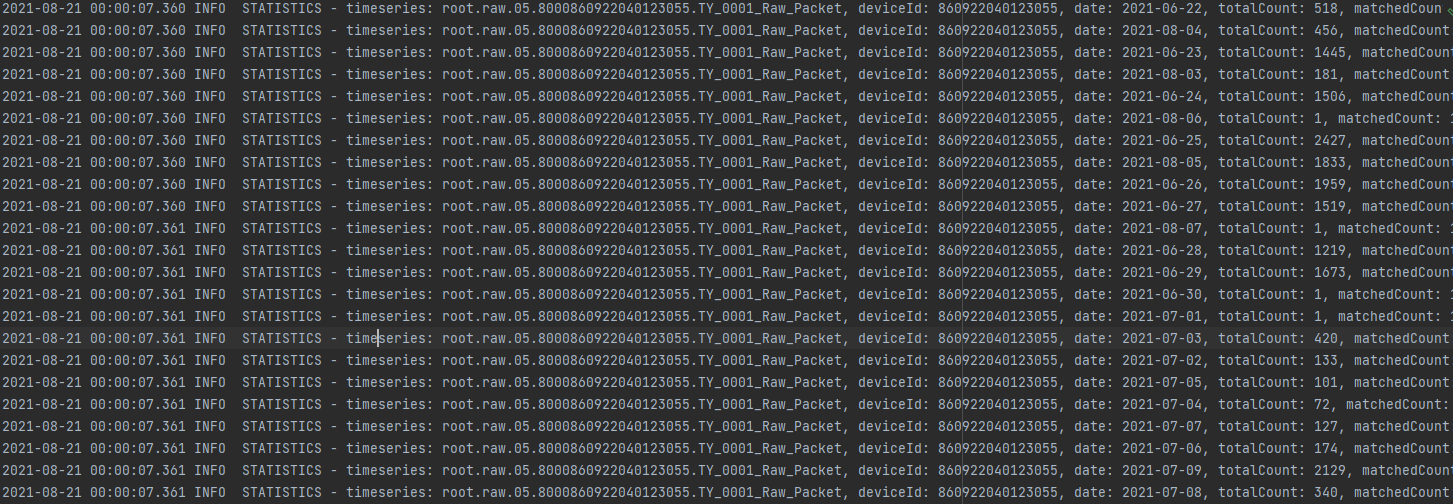 2021-08-21 00:00:07.360 INFO  STATISTICS - timeseries: root.raw.05.8000860922040123055.TY_0001_Raw_Packet, deviceId: 860922040123055, date: 2021-06-22, totalCount: 518, matchedCoun
2021-08-21 00:00:07.360 INFO  STATISTICS - timeseries: root.raw.05.8000860922040123055.TY_0001_Raw_Packet, deviceId: 860922040123055, date: 2021-08-04, totalCount: 456, matchedCount
2021-08-21 00:00:07.360 INFO  STATISTICS - timeseries: root.raw.05.8000860922040123055.TY_0001_Raw_Packet, deviceId: 860922040123055, date: 2021-06-23, totalCount: 1445, matchedCoun
2021-08-21 00:00:07.360 INFO  STATISTICS - timeseries: root.raw.05.8000860922040123055.TY_0001_Raw_Packet, deviceId: 860922040123055, date: 2021-08-03, totalCount: 181, matchedCount
2021-08-21 00:00:07.360 INFO  STATISTICS - timeseries: root.raw.05.8000860922040123055.TY_0001_Raw_Packet, deviceId: 860922040123055, date: 2021-06-24, totalCount: 1506, matchedCoun
2021-08-21 00:00:07.360 INFO  STATISTICS - timeseries: root.raw.05.8000860922040123055.TY_0001_Raw_Packet, deviceId: 860922040123055, date: 2021-08-06, totalCount: 1, matchedCount:
2021-08-21 00:00:07.360 INFO  STATISTICS - timeseries: root.raw.05.8000860922040123055.TY_0001_Raw_Packet, deviceId: 860922040123055, date: 2021-06-25, totalCount: 2427, matchedCoun
2021-08-21 00:00:07.360 INFO  STATISTICS - timeseries: root.raw.05.8000860922040123055.TY_0001_Raw_Packet, deviceId: 860922040123055, date: 2021-08-05, totalCount: 1833, matchedCoun
2021-08-21 00:00:07.360 INFO  STATISTICS - timeseries: root.raw.05.8000860922040123055.TY_0001_Raw_Packet, deviceId: 860922040123055, date: 2021-06-26, totalCount: 1959, matchedCoun
2021-08-21 00:00:07.360 INFO  STATISTICS - timeseries: root.raw.05.8000860922040123055.TY_0001_Raw_Packet, deviceId: 860922040123055, date: 2021-06-27, totalCount: 1519, matchedCoun
2021-08-21 00:00:07.361 INFO  STATISTICS - timeseries: root.raw.05.8000860922040123055.TY_0001_Raw_Packet, deviceId: 860922040123055, date: 2021-08-07, totalCount: 1, matchedCount:
2021-08-21 00:00:07.361 INFO  STATISTICS - timeseries: root.raw.05.8000860922040123055.TY_0001_Raw_Packet, deviceId: 860922040123055, date: 2021-06-28, totalCount: 1219, matchedCoun
2021-08-21 00:00:07.361 INFO  STATISTICS - timeseries: root.raw.05.8000860922040123055.TY_0001_Raw_Packet, deviceId: 860922040123055, date: 2021-06-29, totalCount: 1673, matchedCoun
2021-08-21 00:00:07.361 INFO  STATISTICS - timeseries: root.raw.05.8000860922040123055.TY_0001_Raw_Packet, deviceId: 860922040123055, date: 2021-06-30, totalCount: 1, matchedCount:
2021-08-21 00:00:07.361 INFO  STATISTICS - timeseries: root.raw.05.8000860922040123055.TY_0001_Raw_Packet, deviceId: 860922040123055, date: 2021-07-01, totalCount: 1, matchedCount:
2021-08-21 00:00:07.361 INFO  STATISTICS - timeseries: root.raw.05.8000860922040123055.TY_0001_Raw_Packet, deviceId: 860922040123055, date: 2021-07-03, totalCount: 420, matchedCount
2021-08-21 00:00:07.361 INFO  STATISTICS - timeseries: root.raw.05.8000860922040123055.TY_0001_Raw_Packet, deviceId: 860922040123055, date: 2021-07-02, totalCount: 133, matchedCount
2021-08-21 00:00:07.361 INFO  STATISTICS - timeseries: root.raw.05.8000860922040123055.TY_0001_Raw_Packet, deviceId: 860922040123055, date: 2021-07-05, totalCount: 101, matchedCount
2021-08-21 00:00:07.361 INFO  STATISTICS - timeseries: root.raw.05.8000860922040123055.TY_0001_Raw_Packet, deviceId: 860922040123055, date: 2021-07-04, totalCount: 72, matchedCount:
2021-08-21 00:00:07.361 INFO  STATISTICS - timeseries: root.raw.05.8000860922040123055.TY_0001_Raw_Packet, deviceId: 860922040123055, date: 2021-07-07, totalCount: 127, matchedCount
2021-08-21 00:00:07.361 INFO  STATISTICS - timeseries: root.raw.05.8000860922040123055.TY_0001_Raw_Packet, deviceId: 860922040123055, date: 2021-07-06, totalCount: 174, matchedCount
2021-08-21 00:00:07.361 INFO  STATISTICS - timeseries: root.raw.05.8000860922040123055.TY_0001_Raw_Packet, deviceId: 860922040123055, date: 2021-07-09, totalCount: 2129, matchedCoun
2021-08-21 00:00:07.361 INFO  STATISTICS - timeseries: root.raw.05.8000860922040123055.TY_0001_Raw_Packet, deviceId: 860922040123055, date: 2021-07-08, totalCount: 340, matchedCount